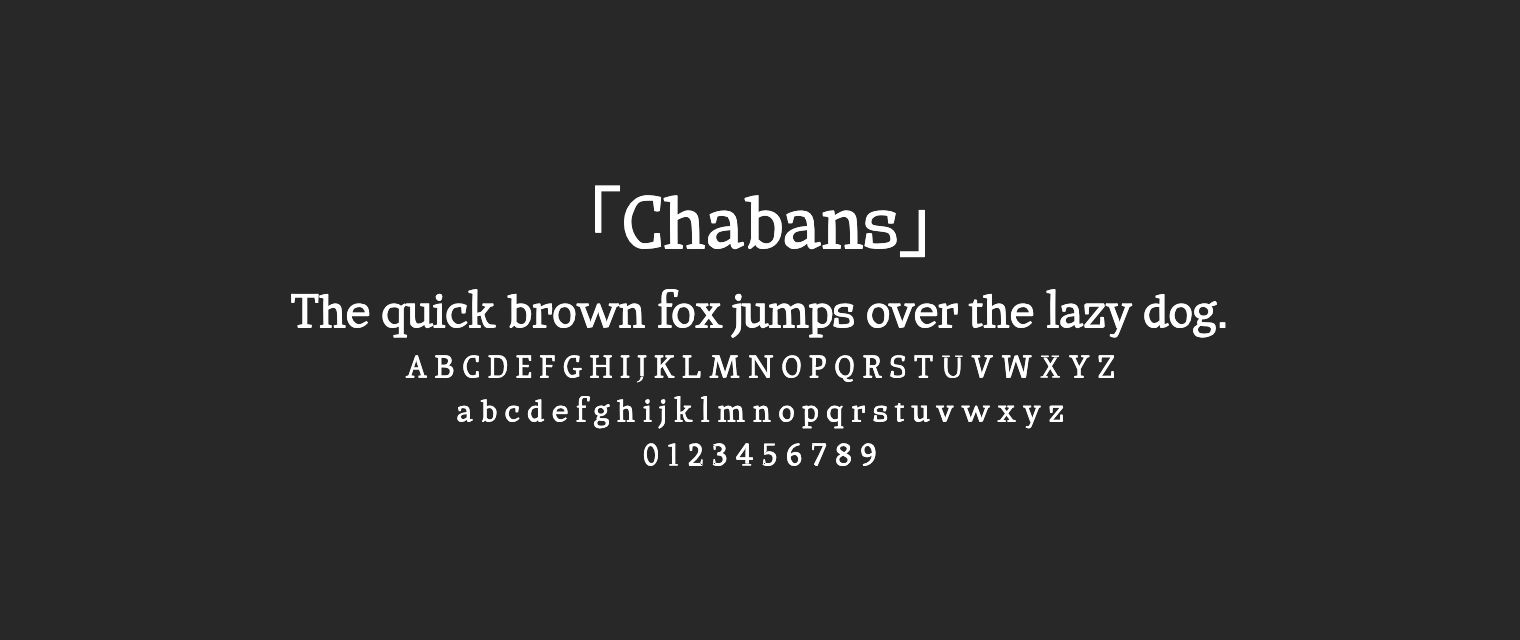 「Chabans」
The quick brown fox jumps over the lazy dog.
A B C D E F G H I J K L M N O P Q R S T U V W X Y Z
a b c d e f g h i j k l m n o p q r s t u v w x y z
0 1 2 3 4 5 6 7 8 9